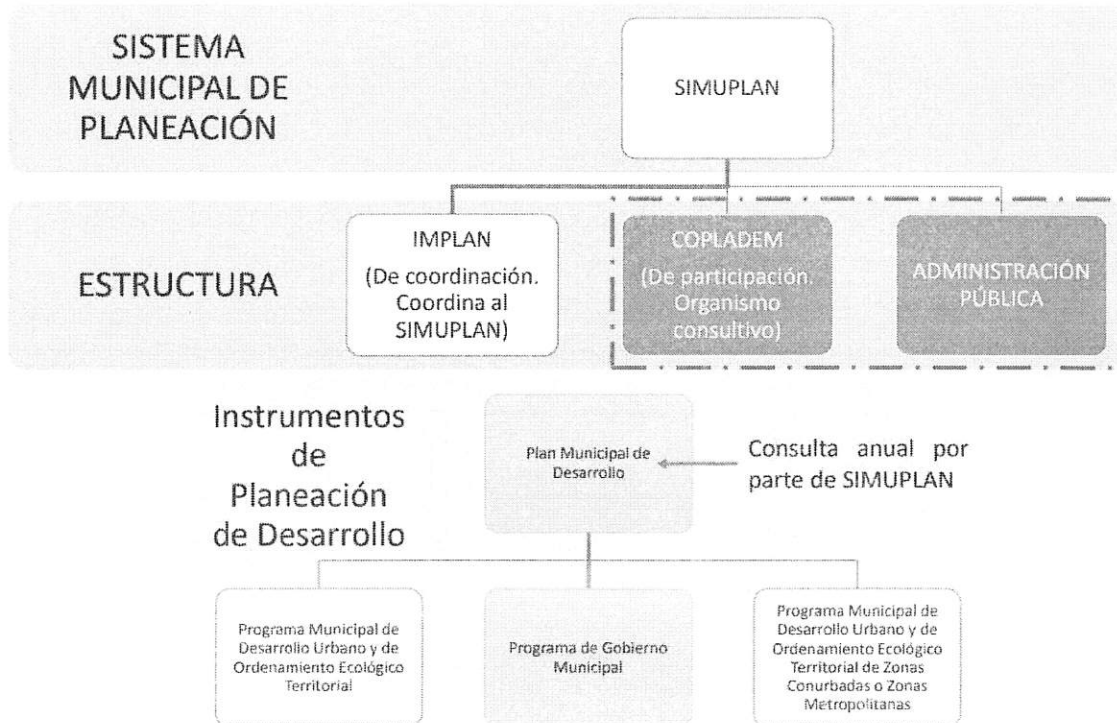 SISTEMA
MUNICIPAL DE
PLANEACIÓN
SIMUPLAN
ESTRUCTURA
IMPLAN
(De coordinación.
Coordina al
SIMUPLAN)
COPLADEM
(De participación.
Organismo
consultivo)
ADMINISTRACIÓN
PÚBLICA
Instrumentos
de
Planeación
de Desarrollo
Plan Municipal de
Desarrollo
Consulta anual por
parte de SIMUPLAN
Programa Municipal de
Desarrollo Urbano y de
Ordenamiento Ecológico
Territorial
Programa de Gobierno
Municipal
Programa Municipal de
Desarrollo Urbano y de
Ordenamiento Ecológico
Territorial de Zonas
Conurbadas o Zonas
Metropolitanas